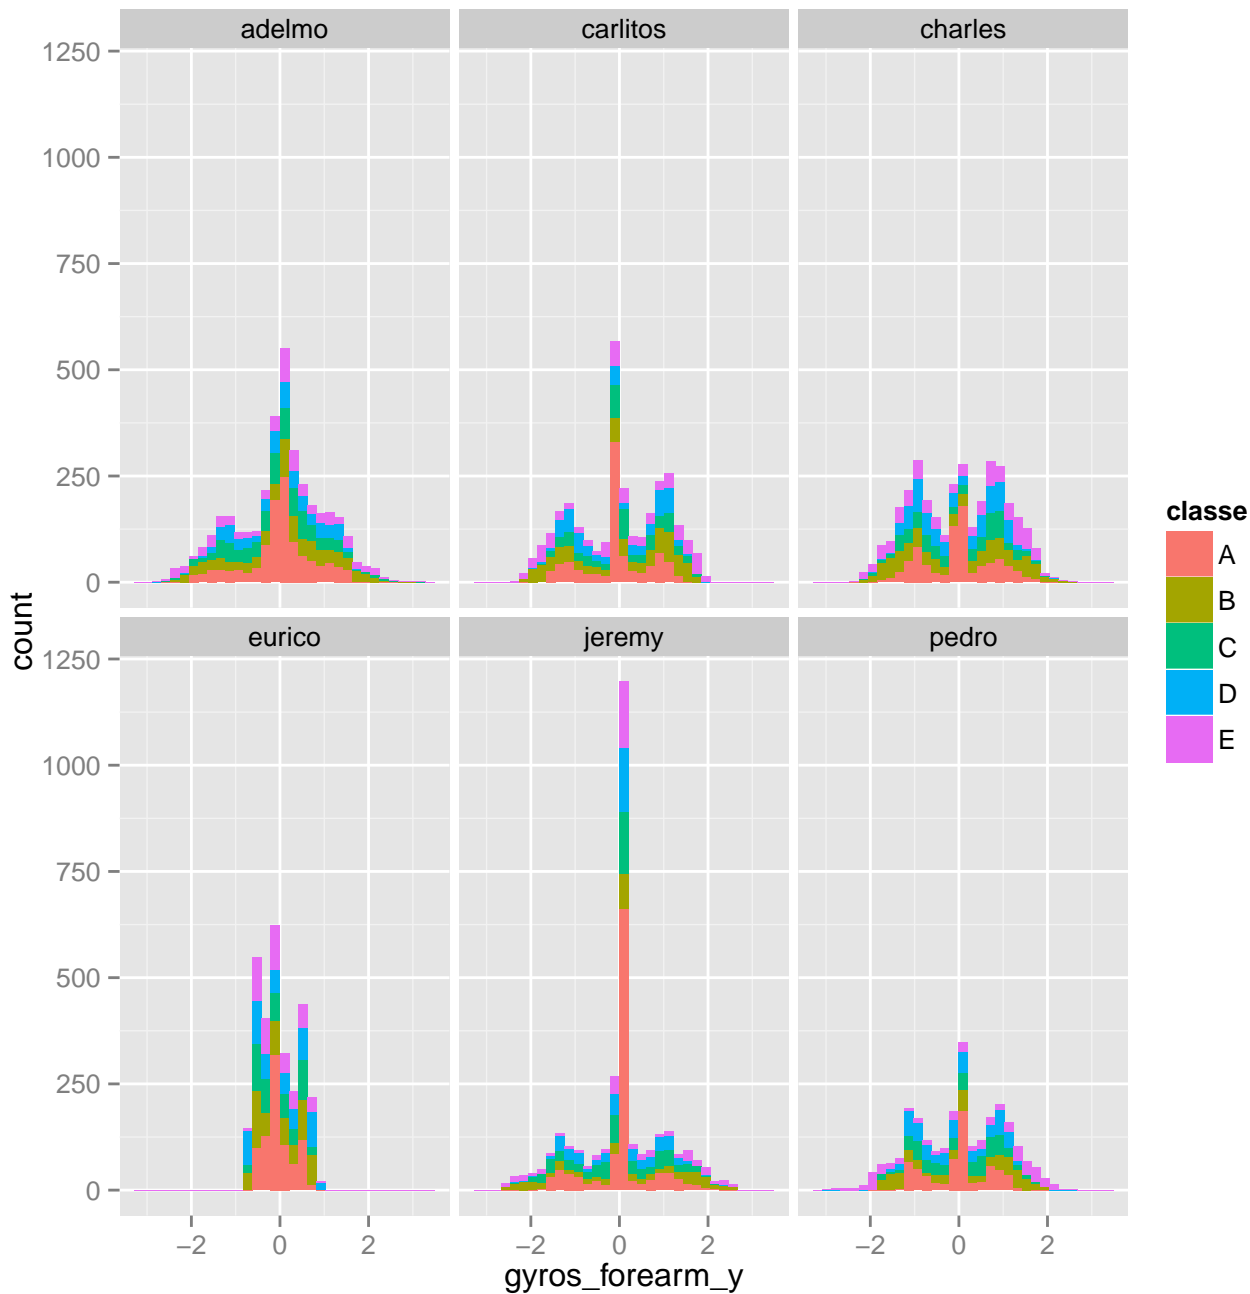 adelmo carlitos charles
1250
1000
750
500
250
0
eurico jeremy pedro
1250
1000
750
500
250
0
−2 0 2 −2 0 2 −2 0 2
gyros_forearm_y
count
classe
A
B
C
D
E